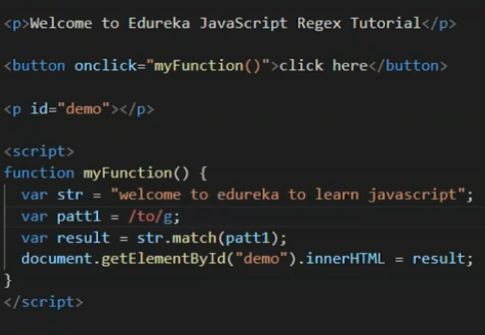 <p>Welcome to Edureka JavaScript Regex Tutorial</p>
<button onclick="myFunction()">click here</button>
<p id="demo"></p>
<script>
function myFunction() {
var str = "welcome to edureka to learn javascript";
var patt1 = /to/g;
var result = str.match(patt1);
document.getElementById("demo").innerHTML = result;
}
</script>